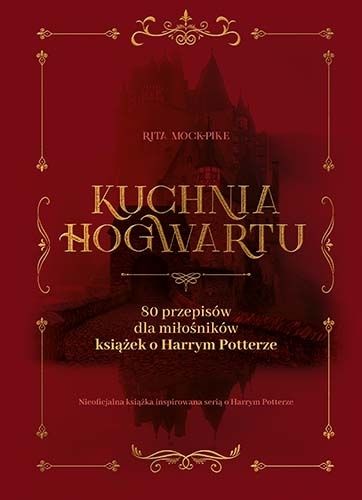 RITA MOCK-PIKE
KUCHNIA
HOGWARTU
80 przepisów
dla miłośników
książek o Harrym Potterze
Nieoficjalna książka inspirowana serią o Harrym Potterze